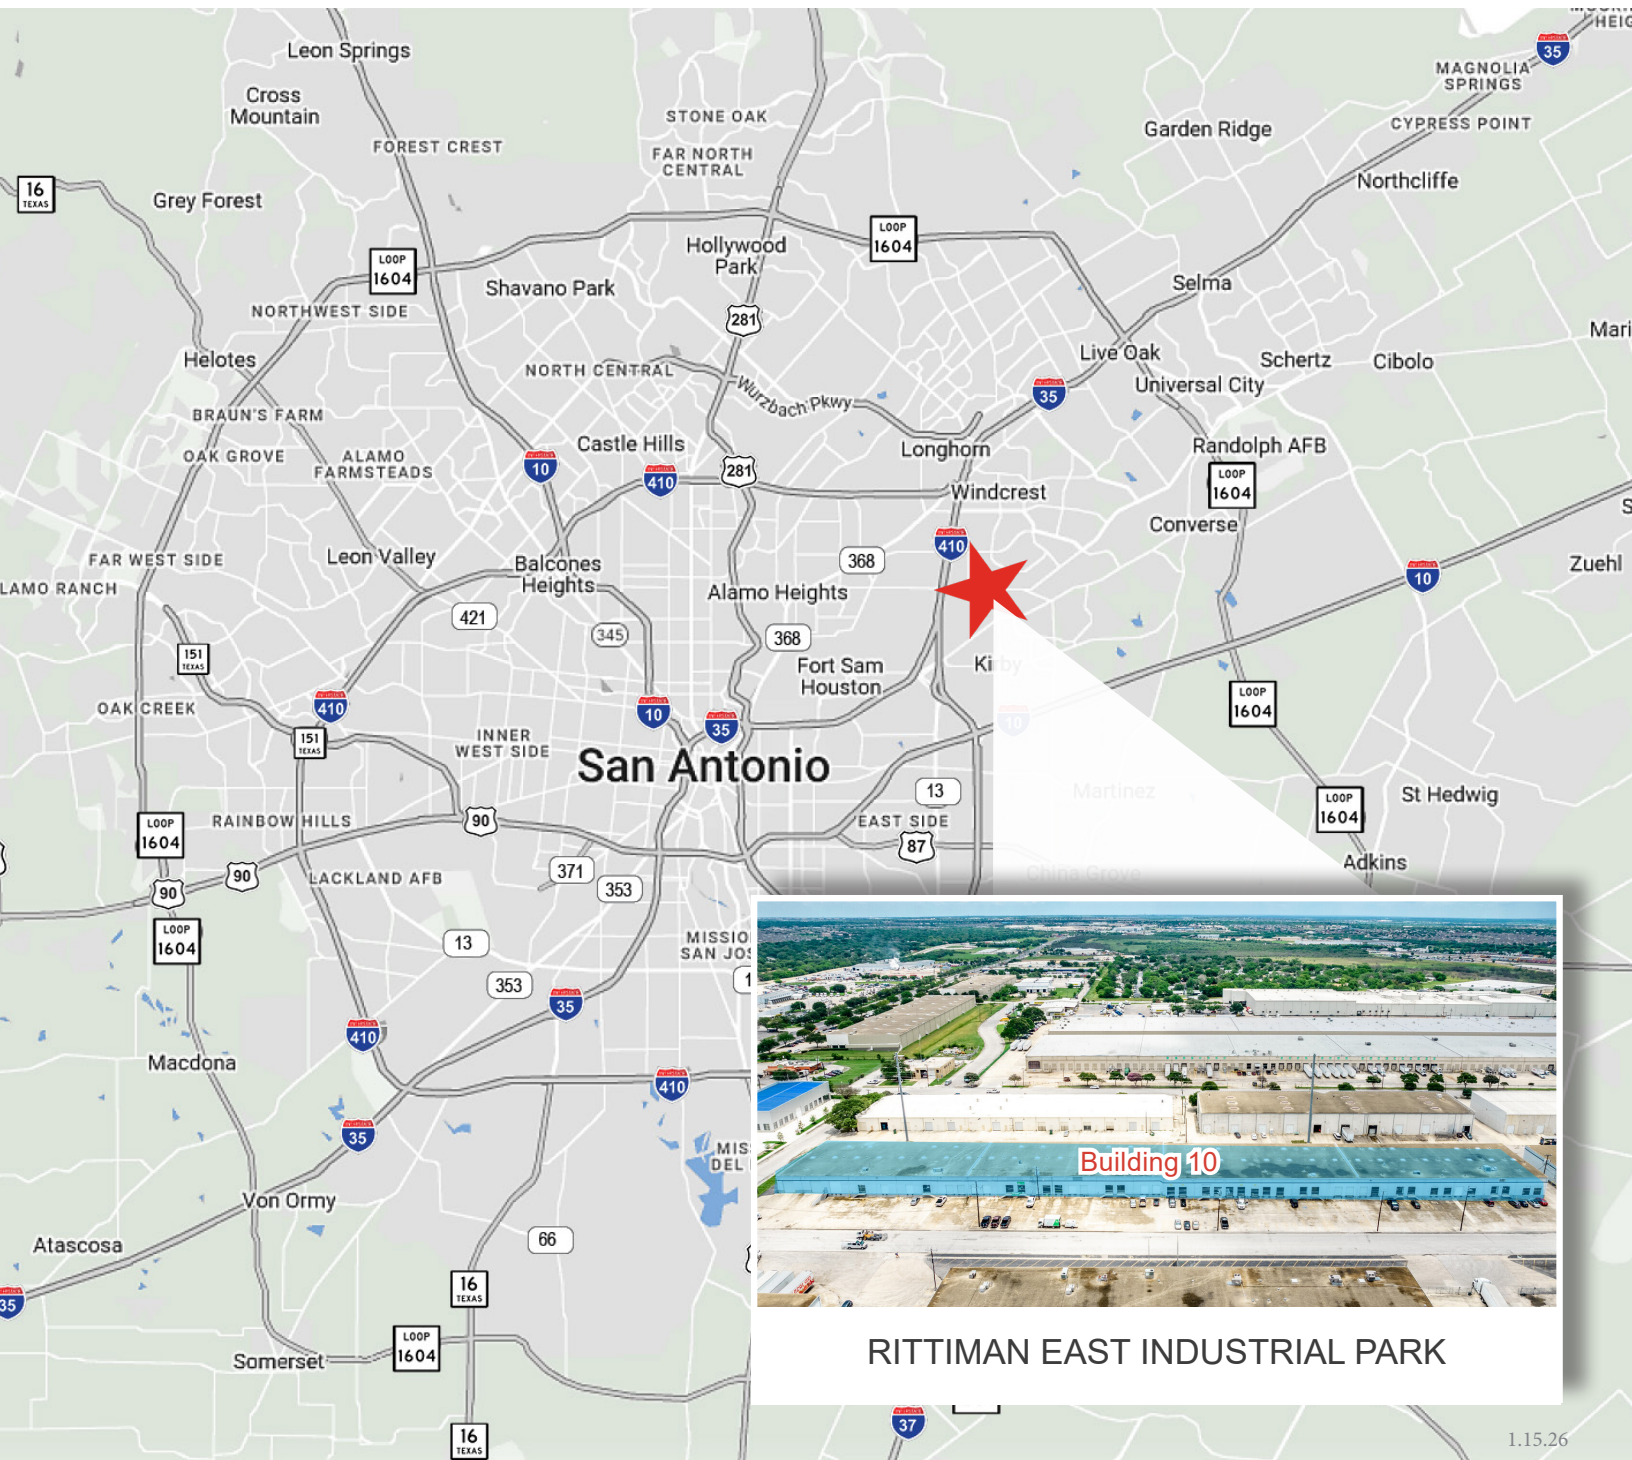 Leon Springs
Cross
Mountain
FOREST CREST
STONE OAK
FAR NORTH
CENTRAL
Garden Ridge
MAGNOLIA
SPRINGS
CYPRESS POINT
35
Northcliffe
16
TEXAS
Grey Forest
LOOP
1604
LOOP
1604
Hollywood
Park
Shavano Park
Selma
NORTHWEST SIDE
281
Helotes
NORTH CENTRAL
Wurzbach Pkwy
Live Oak
Schertz
Cibolo
Universal City
35
BRAUN'S FARM
OAK GROVE
ALAMO
FARMSTEADS
Castle Hills
Longhorn
Randolph AFB
10
410
281
LOOP
1604
Windcrest
Converse
FAR WEST SIDE
Leon Valley
Balcones
Heights
368
410
Zuehl
10
LAMO RANCH
Alamo Heights
421
345
368
151
TEXAS
Fort Sam
Houston
Kirby
OAK CREEK
410
10
35
10
LOOP
1604
151
TEXAS
INNER
WEST SIDE
San Antonio
13
Martinez
St Hedwig
LOOP
1604
RAINBOW HILLS
LOOP
1604
90
EAST SIDE
87
Adkins
90
90
LACKLAND AFB
371
353
China Grove
LOOP
1604
13
MISSIO
SAN JOS
353
35
410
Macdona
410
35
MIS
DEL
Building 10
Von Ormy
Atascosa
66
35
16
TEXAS
LOOP
1604
Somerset
RITTIMAN EAST INDUSTRIAL PARK
37
16
TEXAS
1.15.26